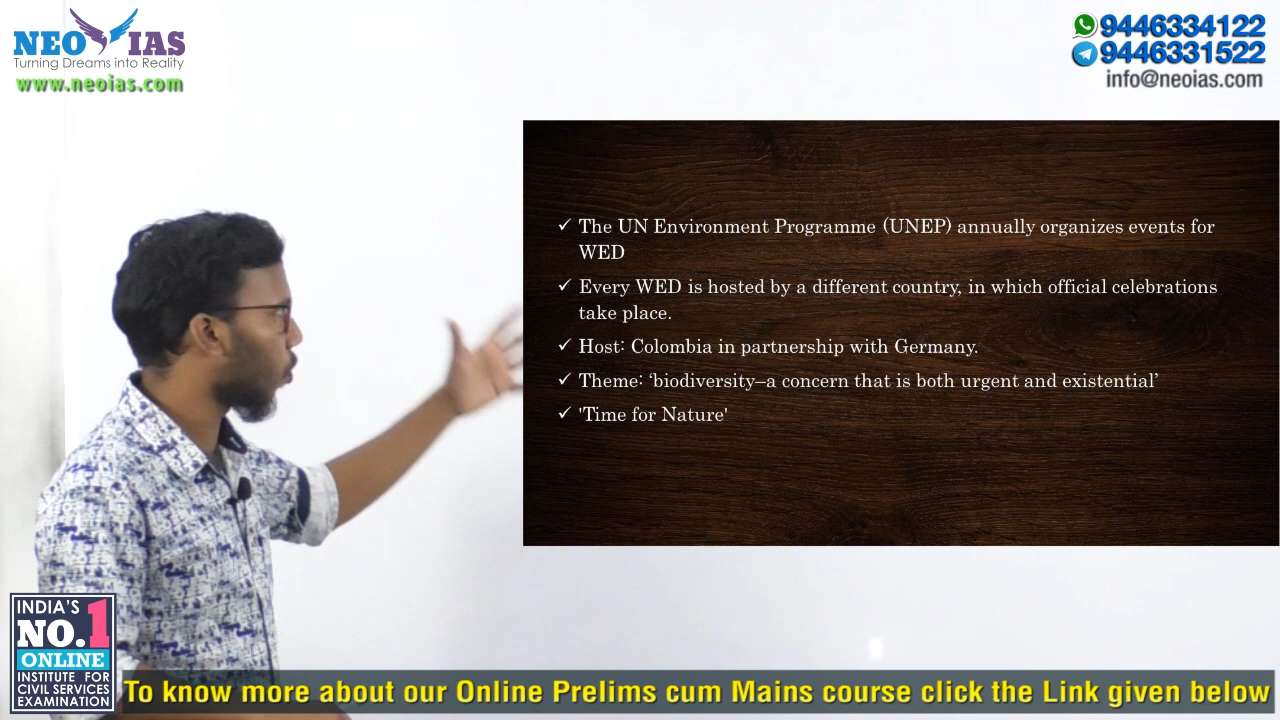 NEO IAS
Turning Dreams into Reality
www.neoias.com
9446334122
9446331522
info@neoias.com
✓ The UN Environment Programme (UNEP) annually organizes events for
WED
✓ Every WED is hosted by a different country, in which official celebrations
take place.
✓ Host: Colombia in partnership with Germany.
✓ Theme: ‘biodiversity–a concern that is both urgent and existential’
✓ 'Time for Nature'
INDIA'S
NO.1
ONLINE
INSTITUTE FOR
CIVIL SERVICES
EXAMINATION
To know more about our Online Prelims cum Mains course click the Link given below